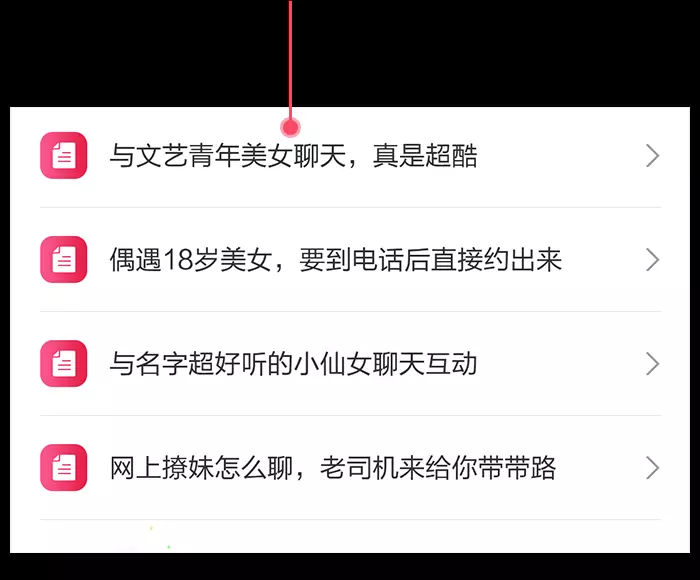 与文艺青年美女聊天，真是超酷
偶遇18岁美女，要到电话后直接约出来
与名字超好听的小仙女聊天互动
网上撩妹怎么聊，老司机来给你带带路